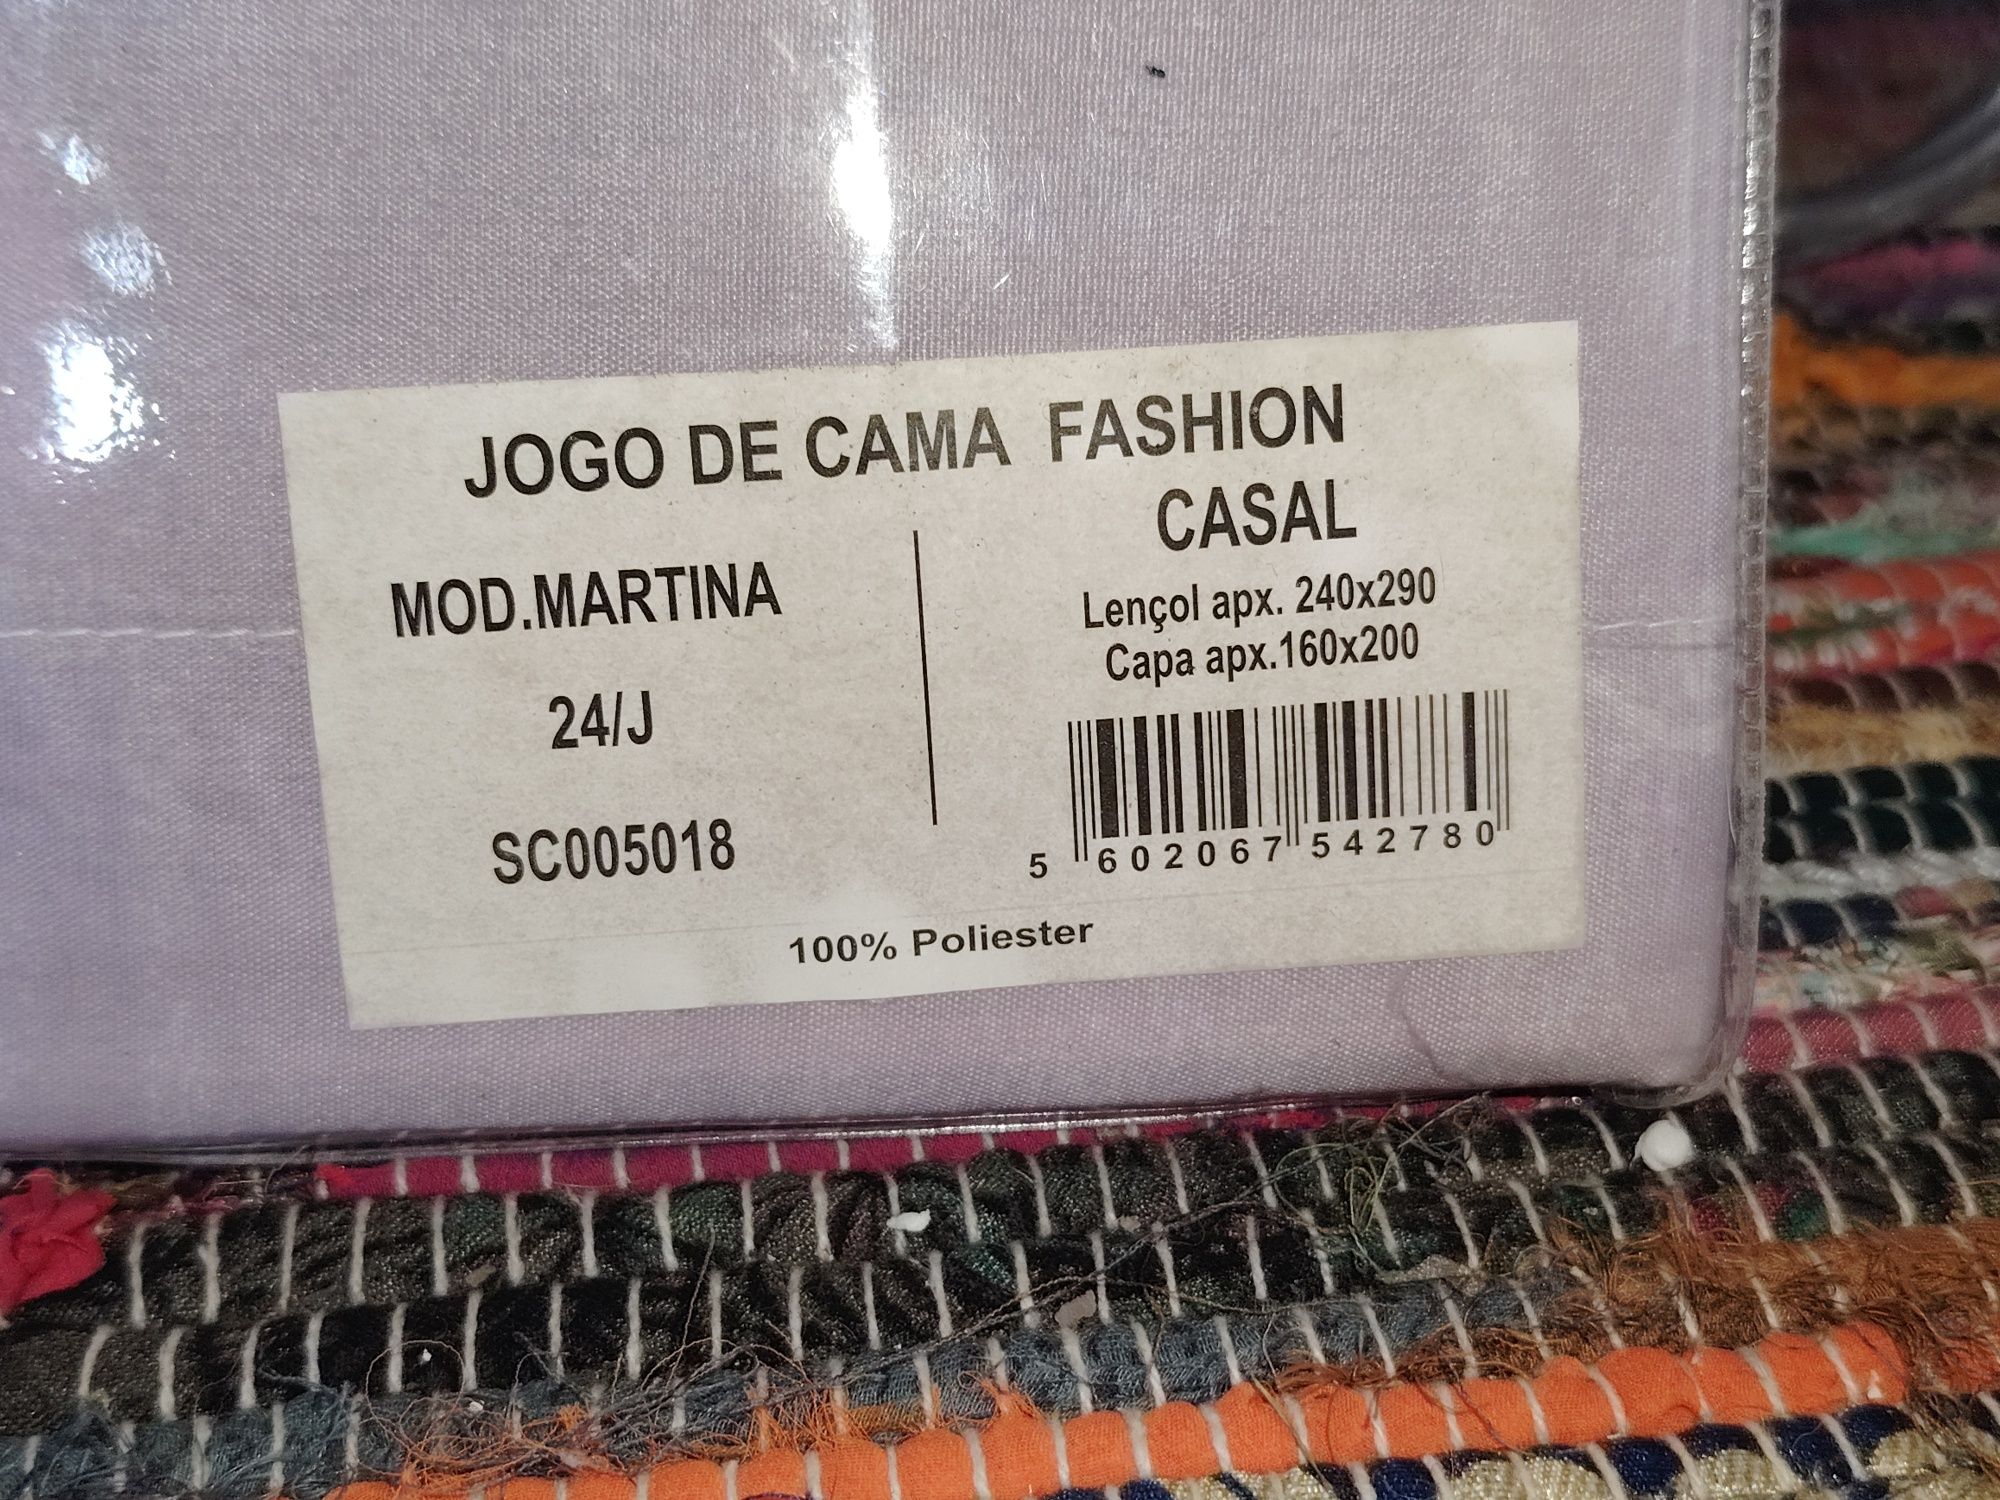 JOGO DE CAMA FASHION
CASAL
MOD.MARTINA
24/J
SC005018
Lençol apx. 240x290
Capa apx.160x200
5 602067 542780
100% Poliester